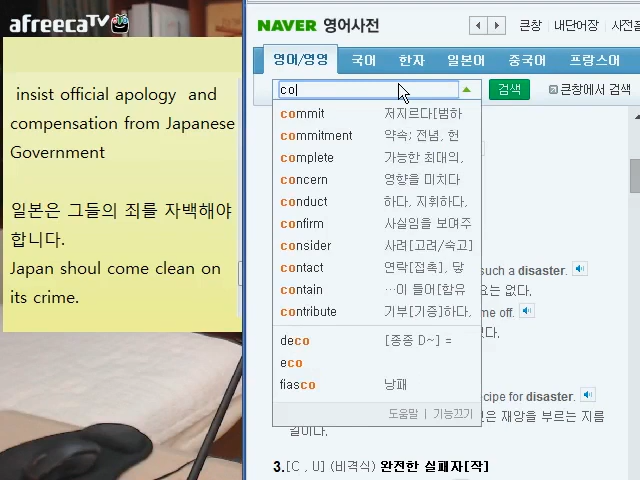 afreecaTV
insist official apology and
compensation from Japanese
Government
일본은 그들의 죄를 자백해야
합니다.
Japan shoul come clean on
its crime.
NAVER 영어사전
큰창 내단어장 사전홈
영어/영영 국어 한자 일본어 중국어 프랑스어
co 검색 큰창에서 검색
commit 저지르다[범하
commitment 약속; 전념, 헌
complete 가능한 최대의,
concern 영향을 미치다
conduct 하다, 지휘하다,
confirm 사실임을 보여주
consider 사려[고려/숙고]
contact 연락[접촉], 닿
contain …이 들어[함유
contribute 기부[기증]하다,
deco [종종 D~] =
eco
fiasco 낭패
도움말 | 기능끄기
such a disaster.
요는 없다.
me off.
없다.
ecipe for disaster.
은 재앙을 부르는 지름
길이다.
3.[C , U] (비격식) 완전한 실패자[작]